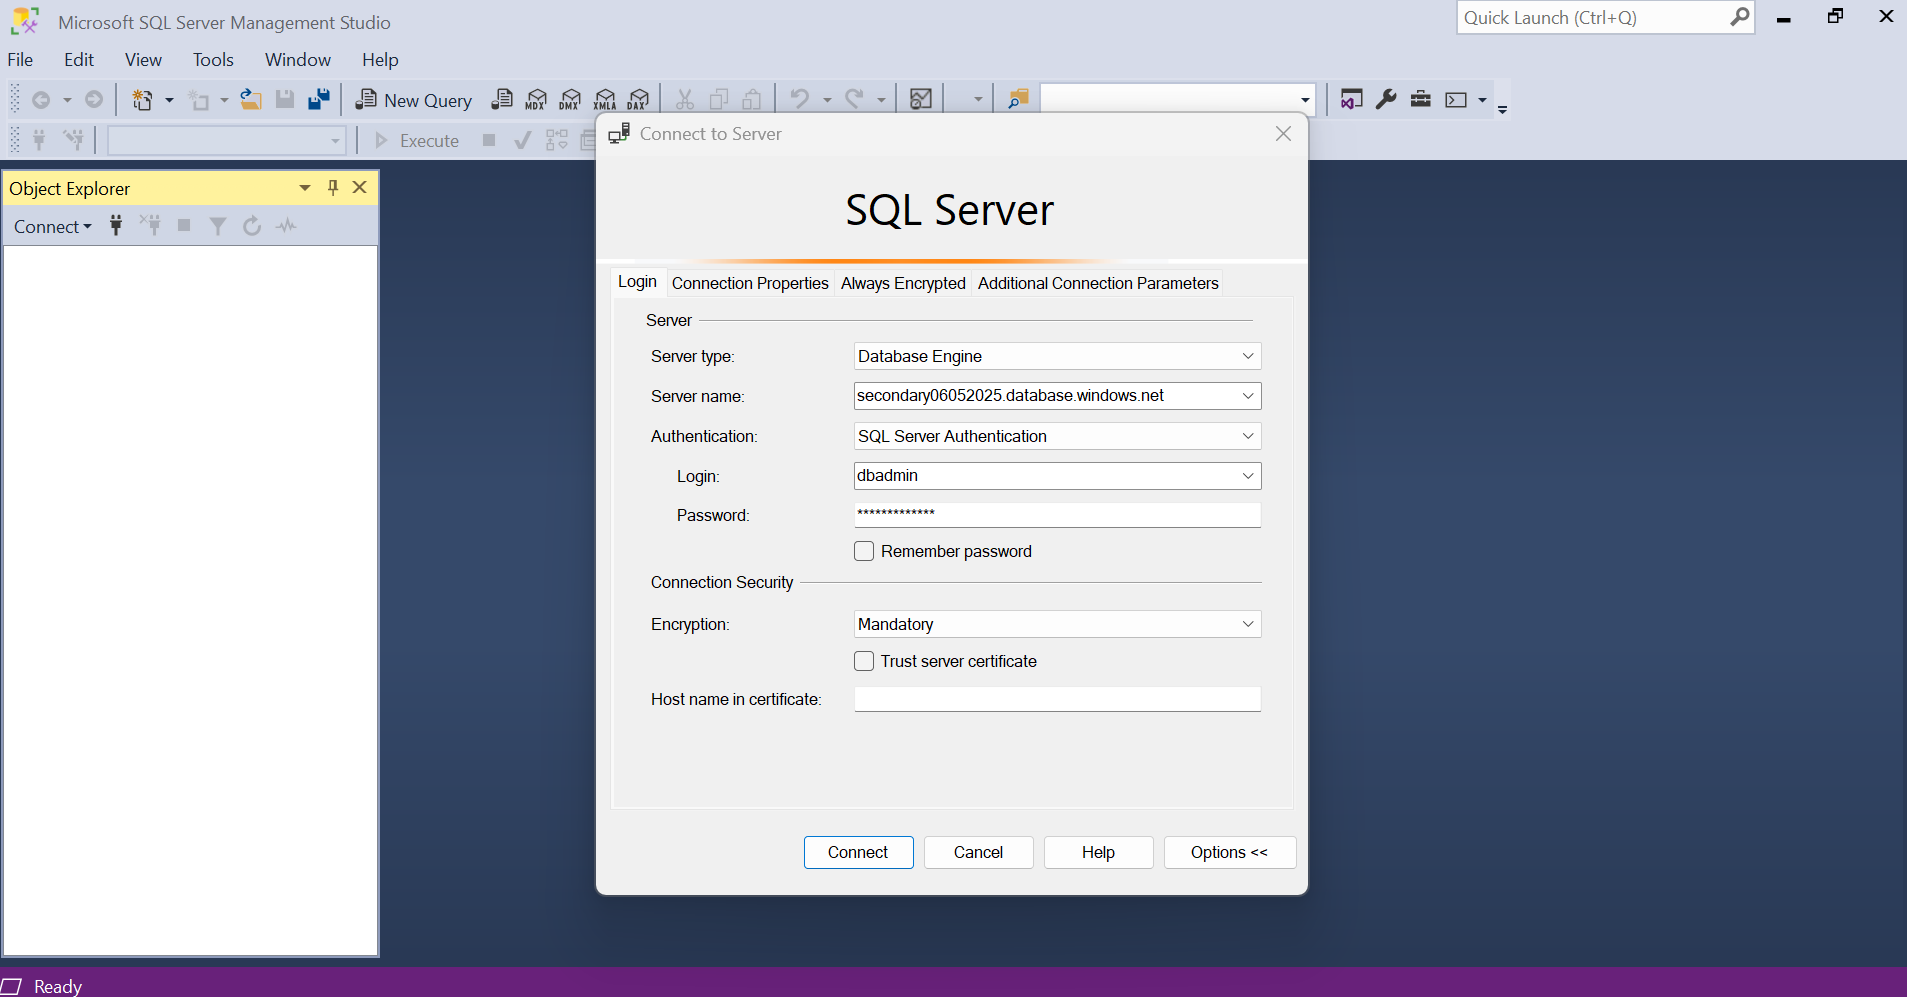 Microsoft SQL Server Management Studio
Quick Launch (Ctrl+Q)
File Edit View Tools Window Help
New Query MDX DMX XMLA DAX
Execute
Connect to Server
Object Explorer
Connect
SQL Server
Login Connection Properties Always Encrypted Additional Connection Parameters
Server
Server type: Database Engine
Server name: secondary06052025.database.windows.net
Authentication: SQL Server Authentication
Login: dbadmin
Password: *************
Remember password
Connection Security
Encryption: Mandatory
Trust server certificate
Host name in certificate:
Connect Cancel Help Options <<
Ready